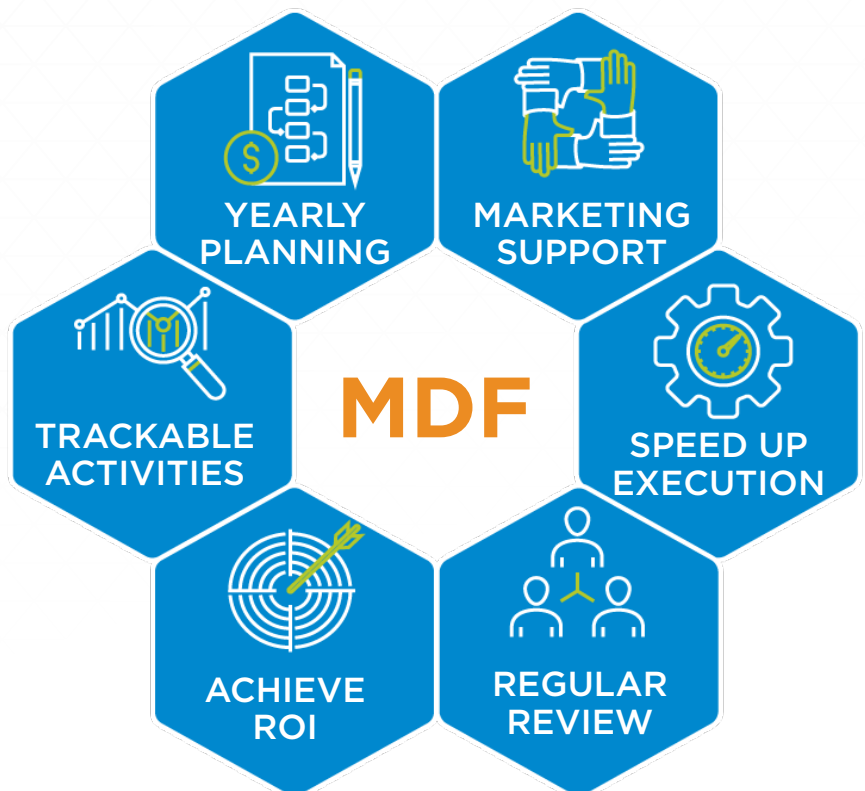 YEARLY
PLANNING
MARKETING
SUPPORT
TRACKABLE
ACTIVITIES
MDF
SPEED UP
EXECUTION
ACHIEVE
ROI
REGULAR
REVIEW
$